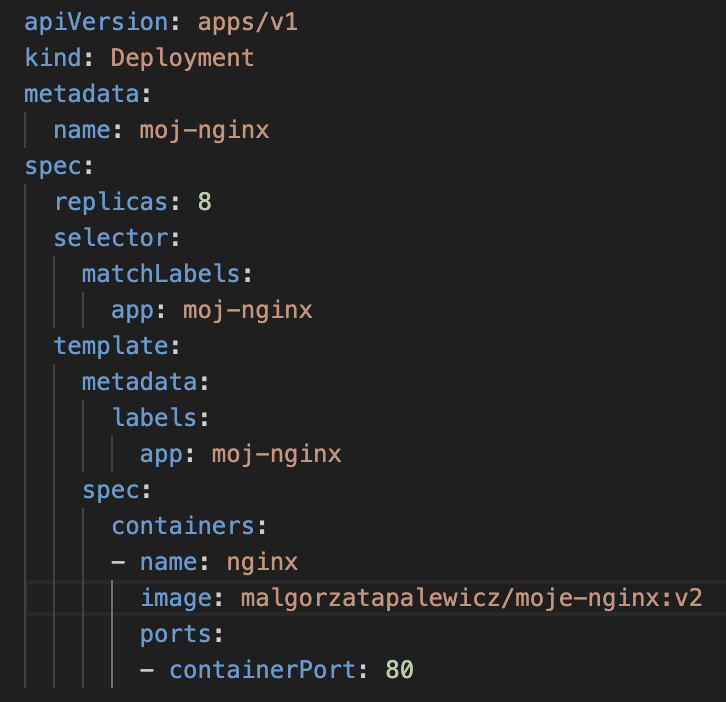 apiVersion: apps/v1
kind: Deployment
metadata:
  name: moj-nginx
spec:
  replicas: 8
  selector:
    matchLabels:
      app: moj-nginx
  template:
    metadata:
      labels:
        app: moj-nginx
    spec:
      containers:
      - name: nginx
        image: malgorzatapalewicz/moje-nginx:v2
        ports:
        - containerPort: 80